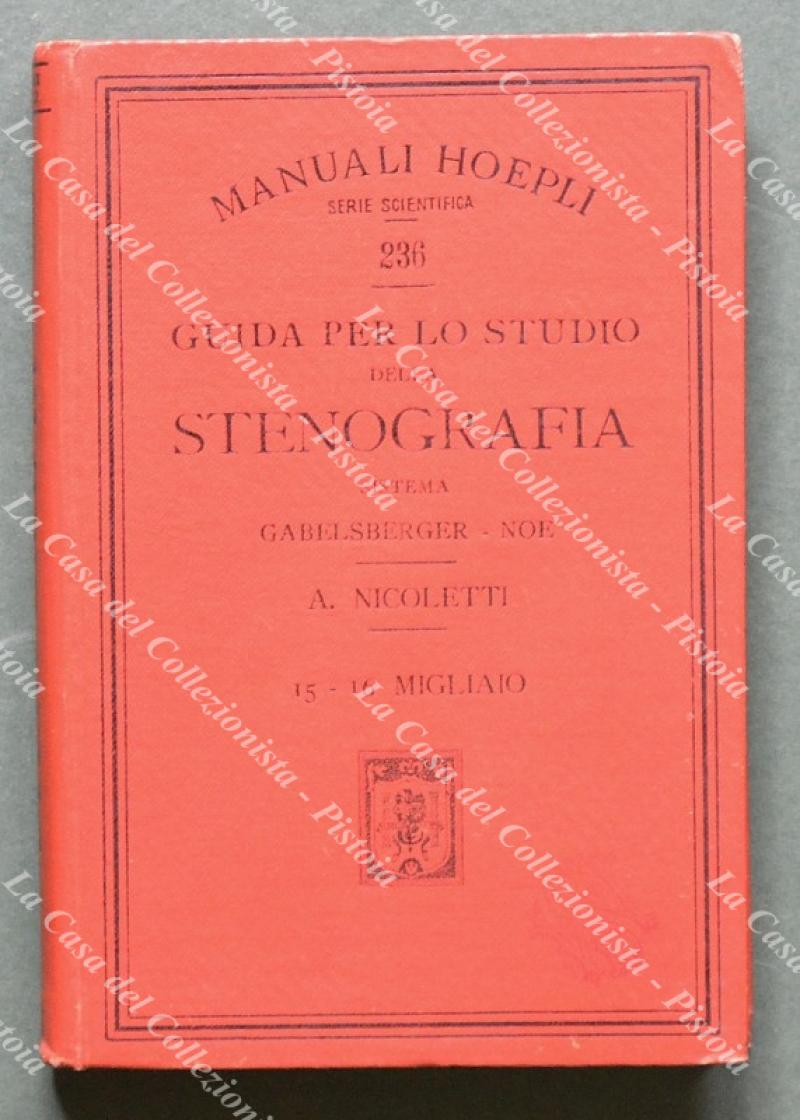 MANUALI HOEPLI
SERIE SCIENTIFICA
236
GUIDA PER LO STUDIO
DELLA
STENOGRAFIA
SISTEMA
GABELSBERGER - NOE
A. NICOLETTI
15 - 16 MIGLIAIO
La Casa del Collezionista - Pistoia